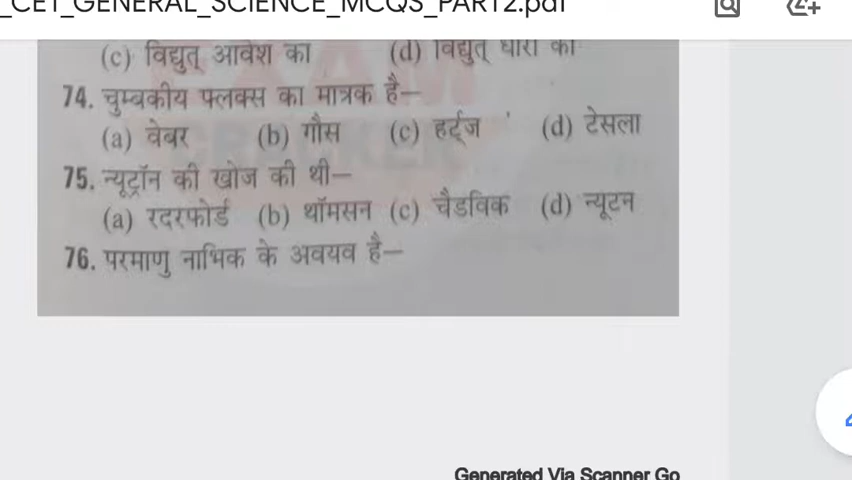 _CET_GENERAL_SCIENCE_MCQS_PART2.pdf
(c) विद्युत् आवेश का (d) विद्युत् धारा का
74. चुम्बकीय फ्लक्स का मात्रक है—
(a) वेबर (b) गौस (c) हर्ट्ज (d) टेसला
75. न्यूट्रॉन की खोज की थी—
(a) रदरफोर्ड (b) थॉमसन (c) चैडविक (d) न्यूटन
76. परमाणु नाभिक के अवयव है—
Generated Via Scanner Go